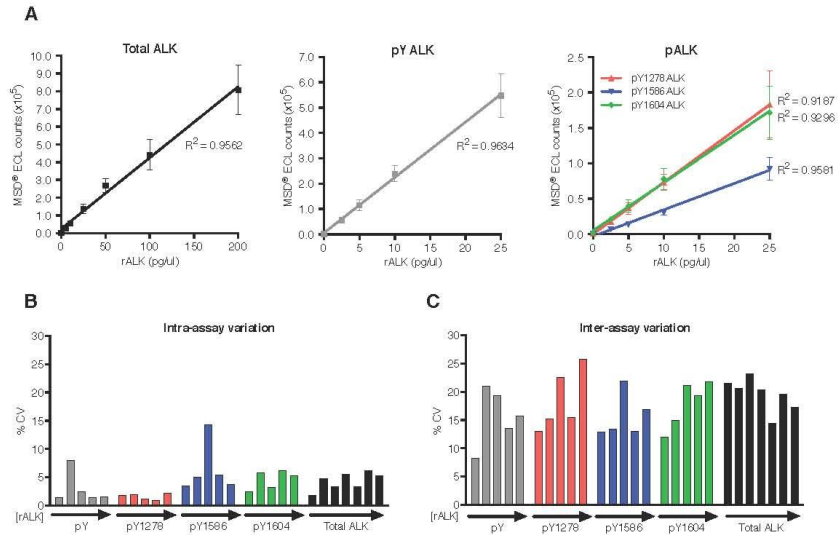 A
Total ALK
MSD® ECL counts (x10⁵)
10.0
9.0
8.0
7.0
6.0
5.0
4.0
3.0
2.0
1.0
0.0
0
50
100
150
200
rALK (pg/ul)
R² = 0.9562
pY ALK
MSD® ECL counts (x10⁵)
7.0
6.0
5.0
4.0
3.0
2.0
1.0
0.0
0
5
10
15
20
25
rALK (pg/ul)
R² = 0.9634
pALK
MSD® ECL counts (x10⁵)
2.5
2.0
1.5
1.0
0.5
0.0
0
5
10
15
20
25
rALK (pg/ul)
pY1278 ALK
pY1586 ALK
pY1604 ALK
R² = 0.9187
R² = 0.9296
R² = 0.9581
B
Intra-assay variation
% CV
30
25
20
15
10
5
0
[rALK]
pY
pY1278
pY1586
pY1604
Total ALK
C
Inter-assay variation
% CV
30
25
20
15
10
5
0
[rALK]
pY
pY1278
pY1586
pY1604
Total ALK